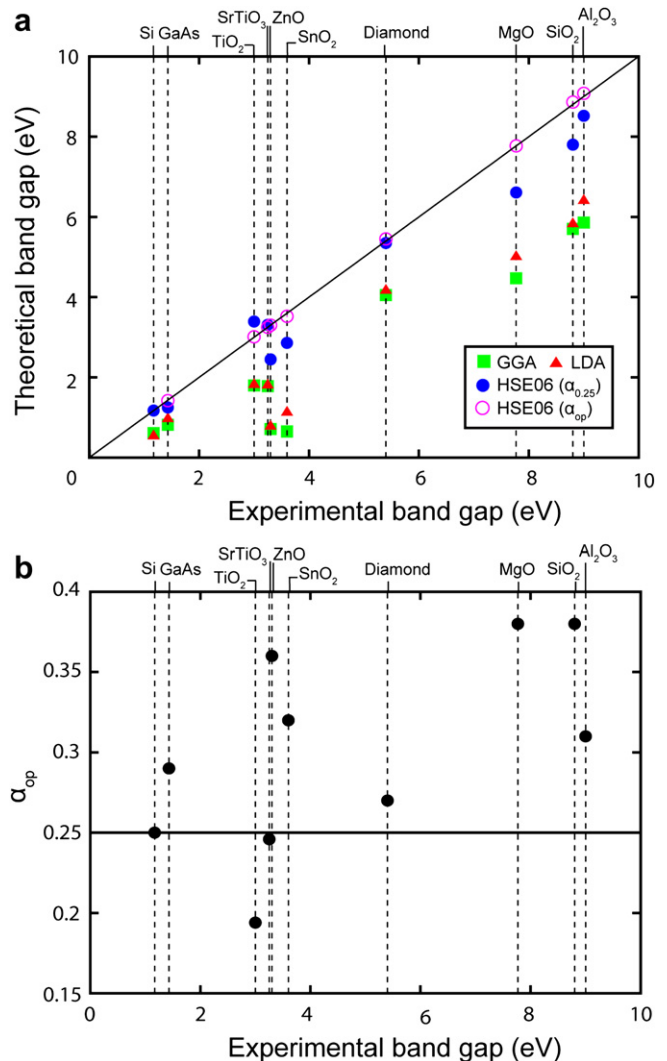 a
SrTiO₃ ZnO Al₂O₃
Si GaAs TiO₂ SnO₂ Diamond MgO SiO₂
10
8
6
4
2
0
Theoretical band gap (eV)
GGA LDA
HSE06 (α0.25)
HSE06 (αop)
0 2 4 6 8 10
Experimental band gap (eV)
b
SrTiO₃ ZnO Al₂O₃
Si GaAs TiO₂ SnO₂ Diamond MgO SiO₂
0.4
0.35
0.3
0.25
0.2
0.15
αop
0 2 4 6 8 10
Experimental band gap (eV)